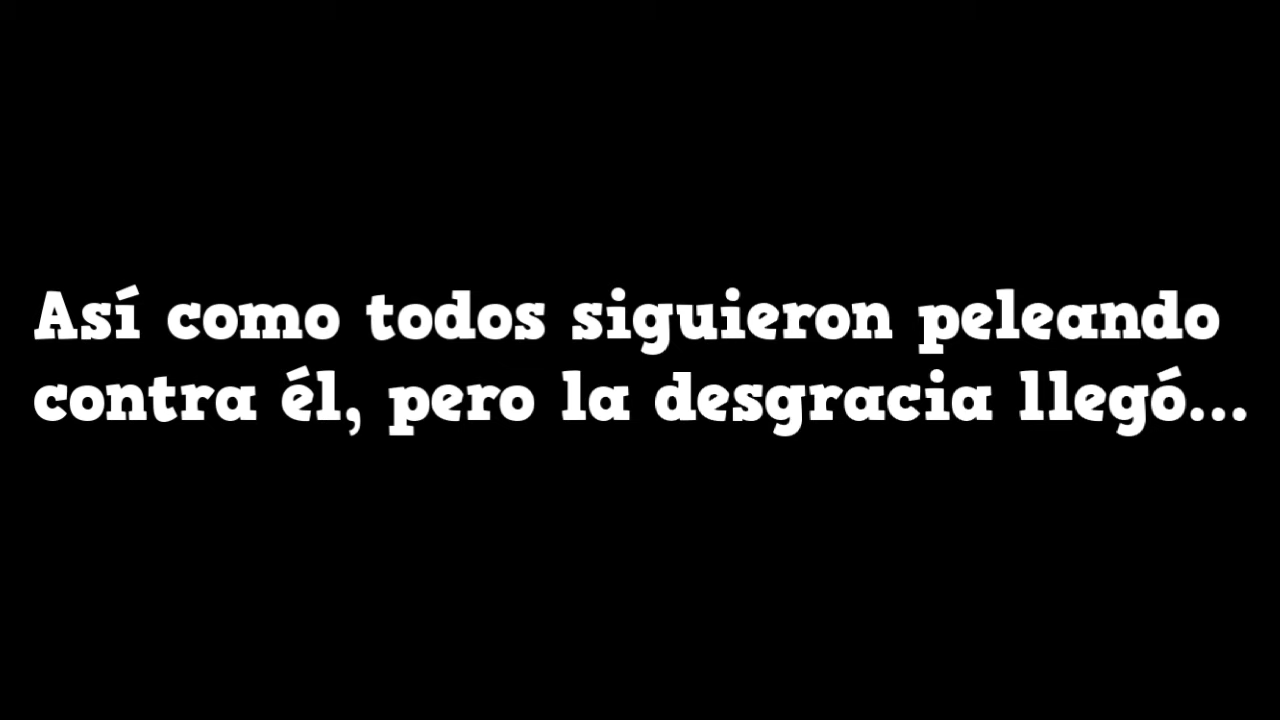 Así como todos siguieron peleando
contra él, pero la desgracia llegó...